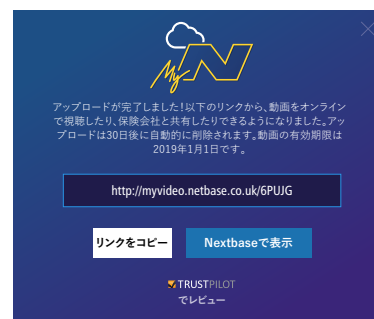 My N
アップロードが完了しました！以下のリンクから、動画をオンライン
で視聴したり、保険会社と共有したりできるようになりました。アッ
プロードは30日後に自動的に削除されます。動画の有効期限は
2019年1月1日です。
http://myvideo.netbase.co.uk/6PUJG
リンクをコピー
Nextbaseで表示
TRUSTPILOT
でレビュー